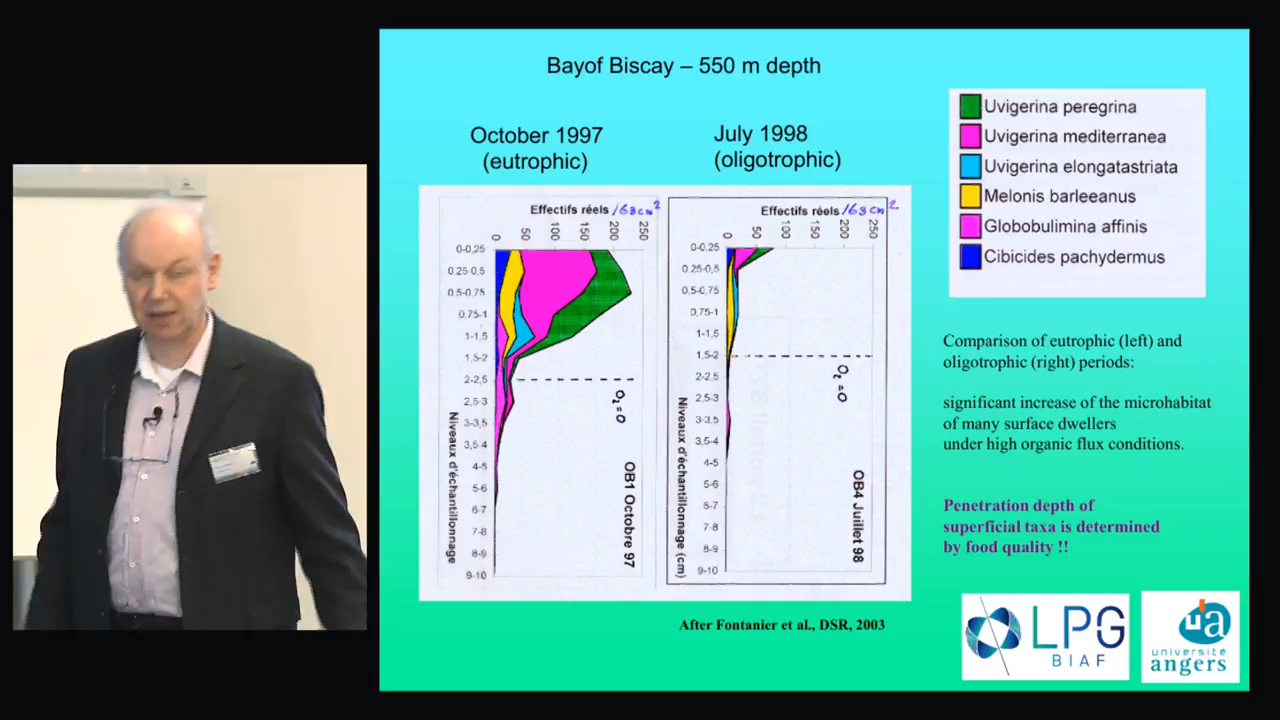 Bayof Biscay – 550 m depth
October 1997
(eutrophic)
July 1998
(oligotrophic)
Uvigerina peregrina
Uvigerina mediterranea
Uvigerina elongatastriata
Melonis barleeanus
Globobulimina affinis
Cibicides pachydermus
Effectifs réels /68cm²
0
50
100
150
200
250
0-0,25
0.25-0,5
0.5-0,75
0,75-1
1-1,5
1,5-2
2-2,5
2,5-3
3-3,5
3,5-4
4-5
5-6
6-7
7-8
8-9
9-10
O₂=0
Niveaux d'échantillonnage
OB1 Octobre 97
Effectifs réels /68cm²
0
50
100
150
200
250
0-0,25
0.25-0,5
0,5-0,75
0,75-1
1-1,5
1,5-2
2-2,5
2,5-3
3-3,5
3,5-4
4-5
5-6
6-7
7-8
8-9
9-10
O₂=0
Niveaux d'échantillonnage (cm)
OB4 Juillet 98
Comparison of eutrophic (left) and
oligotrophic (right) periods:
significant increase of the microhabitat
of many surface dwellers
under high organic flux conditions.
Penetration depth of
superficial taxa is determined
by food quality !!
After Fontanier et al., DSR, 2003
LPG
BIAF
ua
université
angers